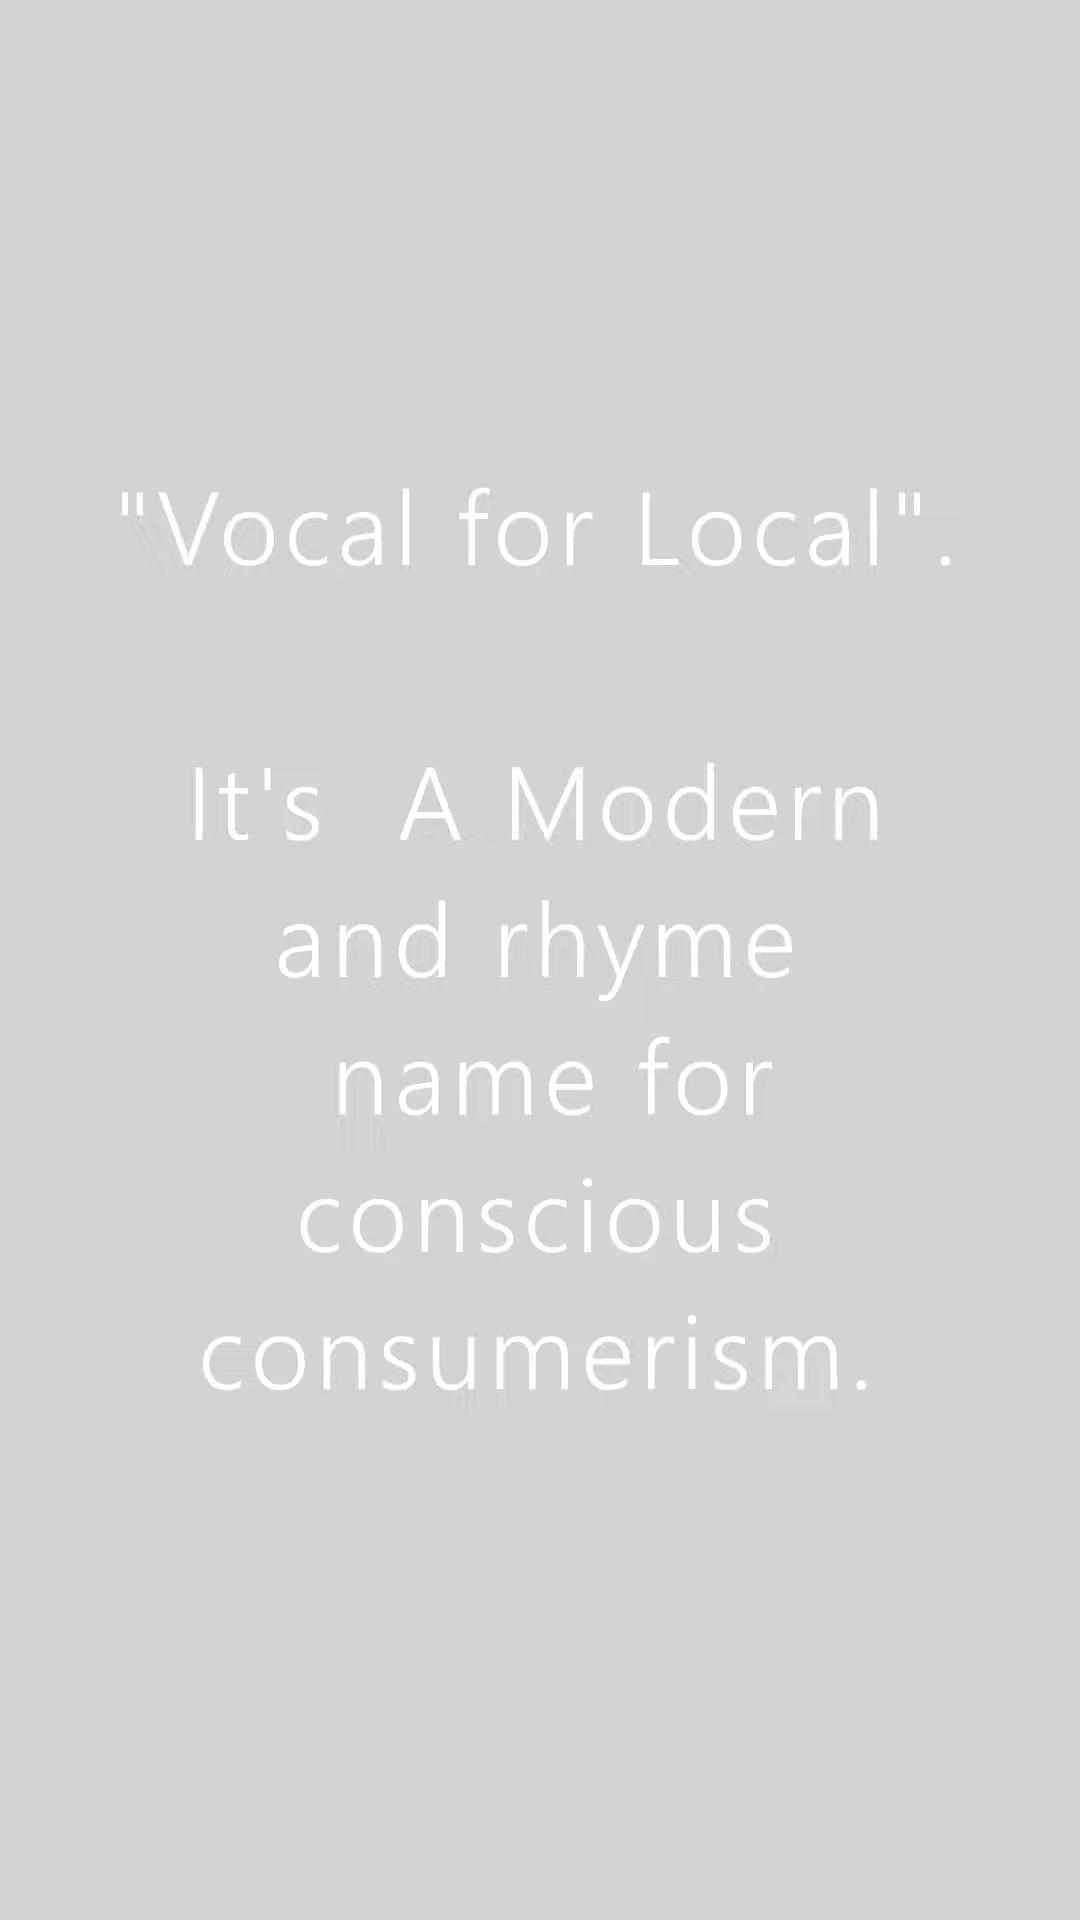 "Vocal for Local".
It's  A Modern
and rhyme
name for
conscious
consumerism.